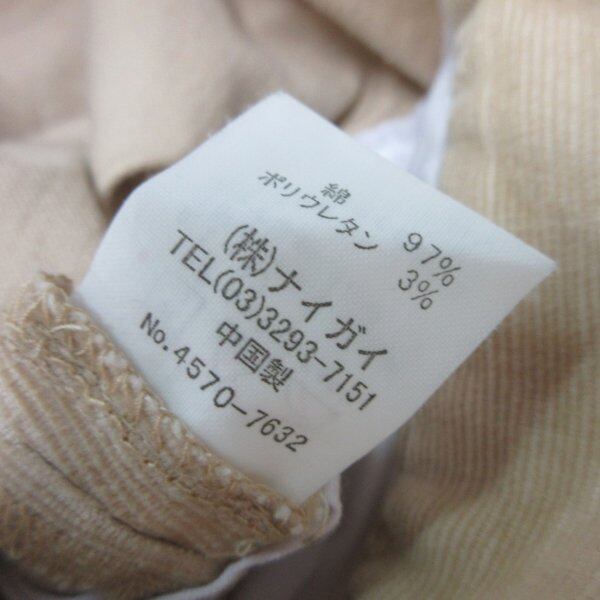 綿 97%
ポリウレタン 3%
(株)ナイガイ
TEL(03)3293-7151
中国製
No.4570-7632